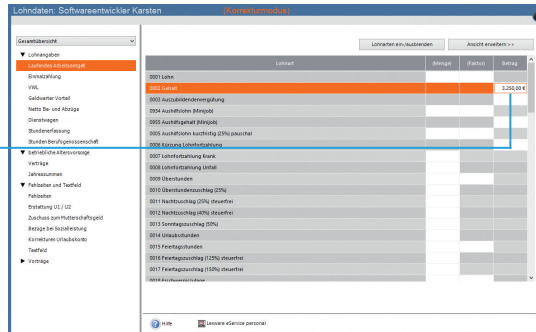 Lohndaten: Softwareentwickler Karsten (Korrekturmodus)
Gesamtübersicht
Lohnarten ein-/ausblenden Ansicht erweitern >>
Lohnangaben
Laufendes Arbeitsentgelt
Einmalzahlung
VWL
Geldwerter Vorteil
Netto Be- und Abzüge
Dienstwagen
Stundenerfassung
Stunden Berufsgenossenschaft
betriebliche Altersvorsorge
Verträge
Jahressummen
Fehlzeiten und Textfeld
Fehlzeiten
Erstattung U1 / U2
Zuschuss zum Mutterschaftsgeld
Bezüge bei Sozialleistung
Korrekturen Urlaubskonto
Textfeld
Vorträge
Lohnart (Menge) (Faktor) Betrag
0001 Lohn
0002 Gehalt 3.250,00 €
0003 Auszubildendenvergütung
0934 Aushilfslohn (Minijob)
0955 Aushilfsgehalt (Minijob)
0005 Aushilfslohn kurzfristig (25%) pauschal
0006 Kürzung Lohnfortzahlung
0007 Lohnfortzahlung Krank
0008 Lohnfortzahlung Unfall
0009 Überstunden
0010 Überstundenzuschlag (25%)
0011 Nachtzuschlag (25%) steuerfrei
0012 Nachtzuschlag (40%) steuerfrei
0013 Sonntagszuschlag (50%)
0014 Urlaubsstunden
0015 Feiertagsstunden
0016 Feiertagszuschlag (125%) steuerfrei
0017 Feiertagszuschlag (150%) steuerfrei
0018 Erschwerniszulage
Hilfe Lexware eService personal